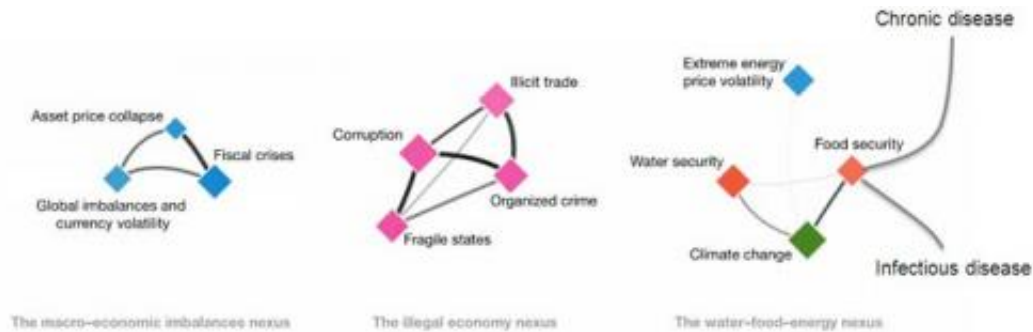 Chronic disease
Extreme energy
price volatility
Illicit trade
Asset price collapse
Corruption
Fiscal crises
Food security
Water security
Global imbalances and
currency volatility
Organized crime
Fragile states
Climate change
Infectious disease
The macro-economic imbalances nexus
The illegal economy nexus
The water-food-energy nexus